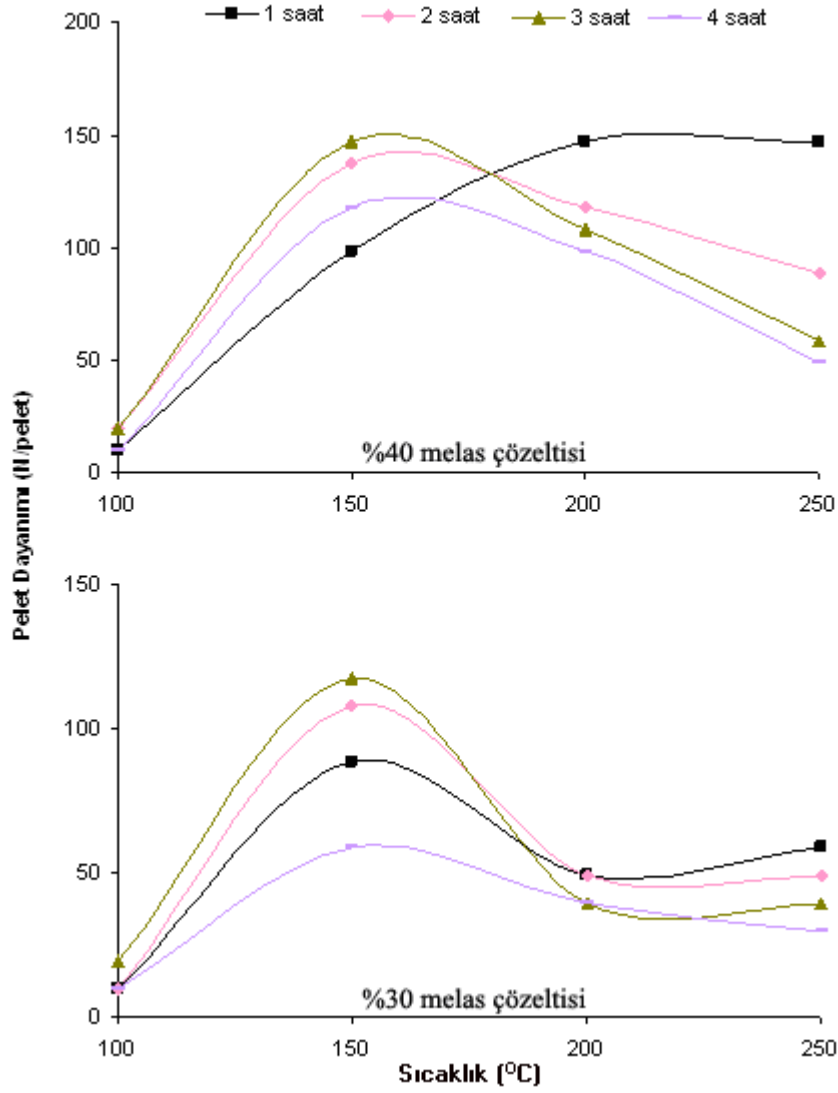 1 saat 2 saat 3 saat 4 saat
200
150
100
50
0
%40 melas çözeltisi
100 150 200 250
Pelet Dayanımı (N/pelet)
150
100
50
0
%30 melas çözeltisi
100 150 200 250
Sıcaklık (⁰C)